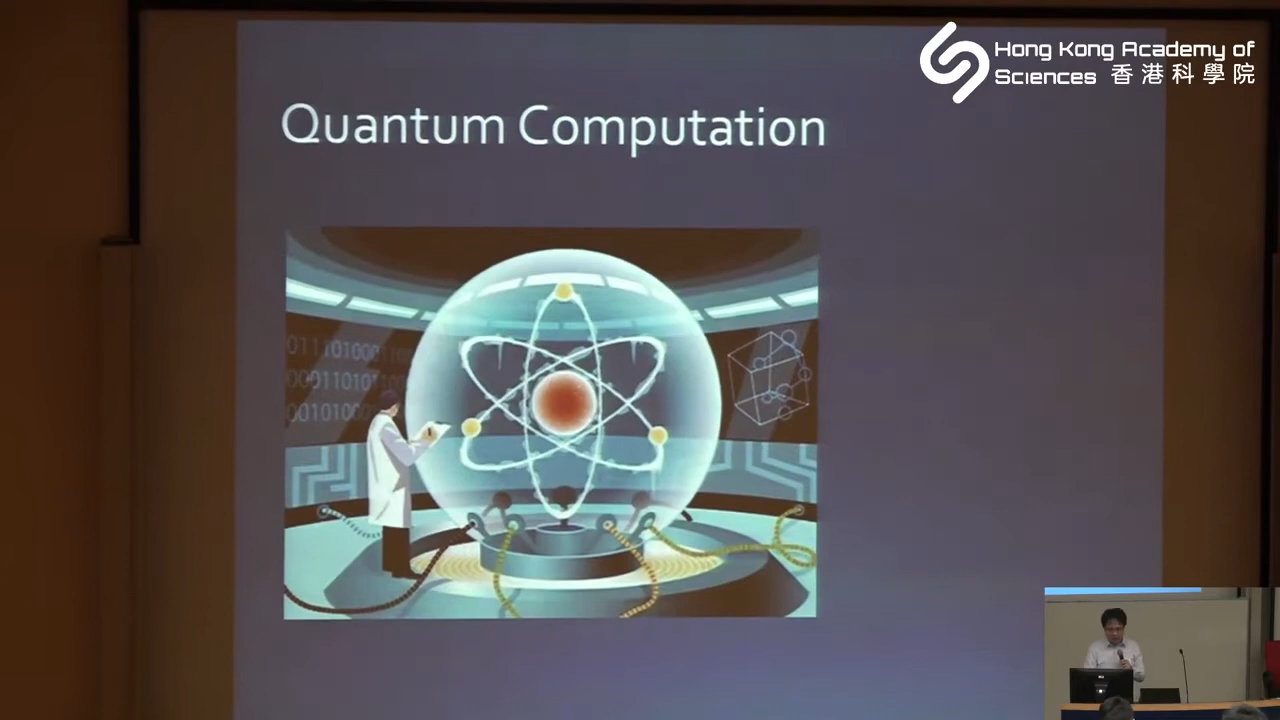 Hong Kong Academy of
Sciences 香港科學院
Quantum Computation